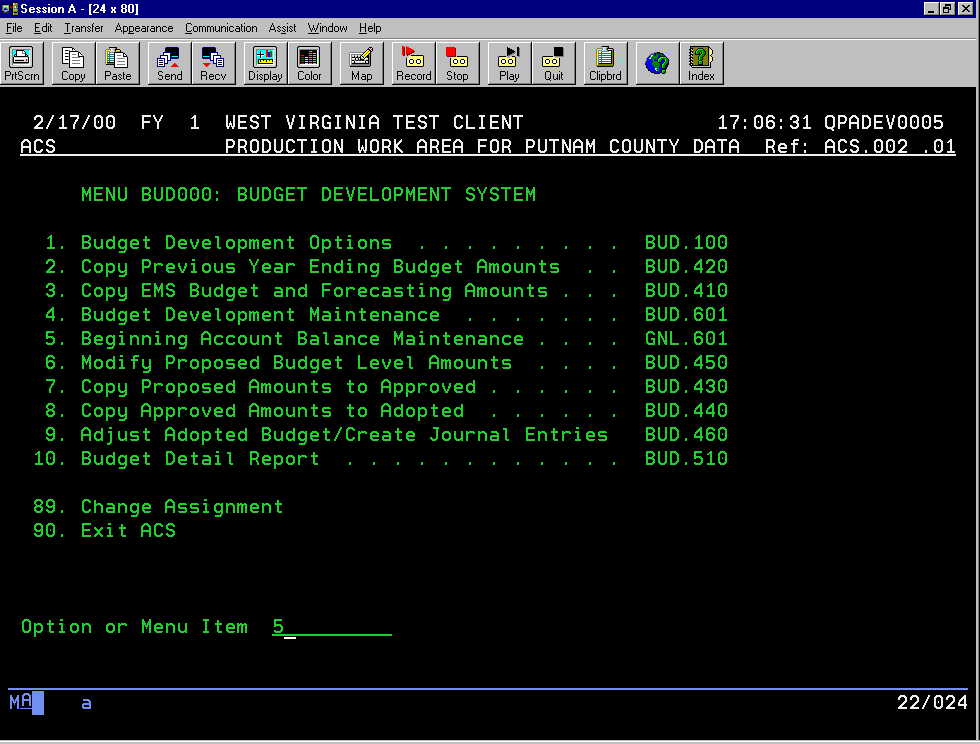 Session A - [24 x 80]
File Edit Transfer Appearance Communication Assist Window Help
PrtScrn Copy Paste Send Recv Display Color Map Record Stop Play Quit Clipbrd Index
2/17/00 FY 1 WEST VIRGINIA TEST CLIENT 17:06:31 QPADEV0005
ACS PRODUCTION WORK AREA FOR PUTNAM COUNTY DATA Ref: ACS.002 .01
MENU BUD000: BUDGET DEVELOPMENT SYSTEM
1. Budget Development Options . . . . . . . . . BUD.100
2. Copy Previous Year Ending Budget Amounts . . BUD.420
3. Copy EMS Budget and Forecasting Amounts . . . BUD.410
4. Budget Development Maintenance . . . . . . . BUD.601
5. Beginning Account Balance Maintenance . . . . GNL.601
6. Modify Proposed Budget Level Amounts . . . . BUD.450
7. Copy Proposed Amounts to Approved . . . . . . BUD.430
8. Copy Approved Amounts to Adopted . . . . . . BUD.440
9. Adjust Adopted Budget/Create Journal Entries BUD.460
10. Budget Detail Report . . . . . . . . . . . . BUD.510
89. Change Assignment
90. Exit ACS
Option or Menu Item 5
MA a 22/024